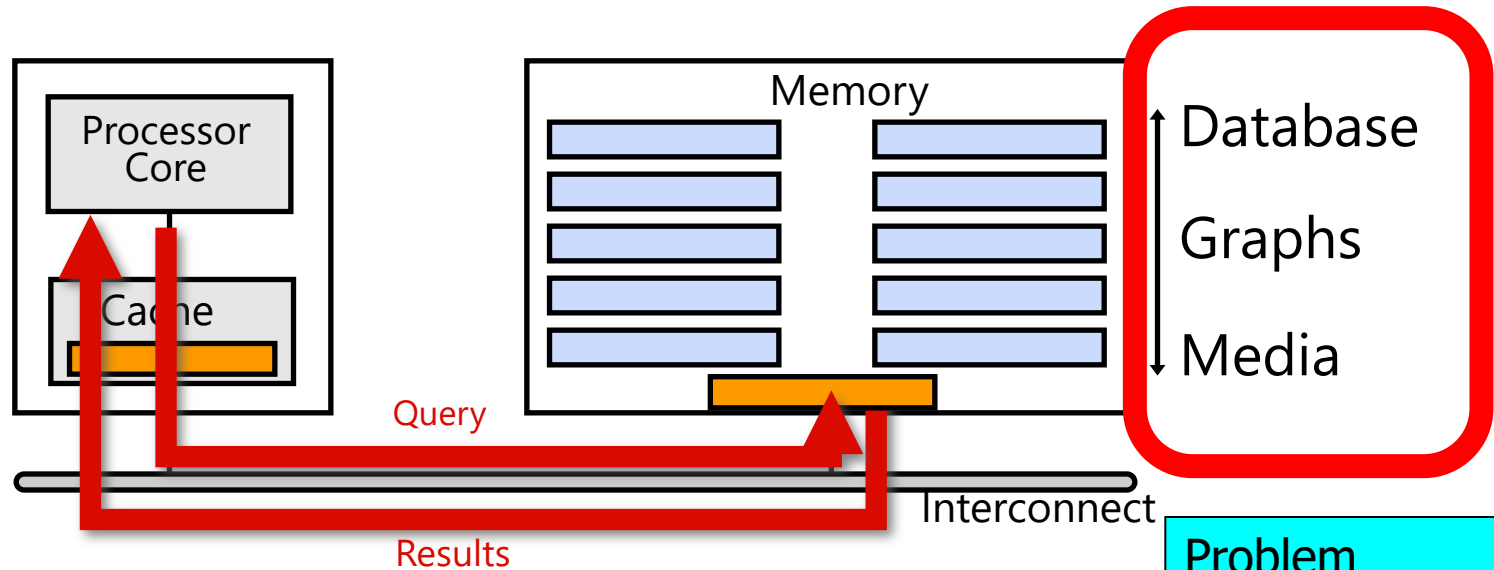 Processor
Core
Cache
Memory
Database
Graphs
Media
Query
Interconnect
Results
Problem